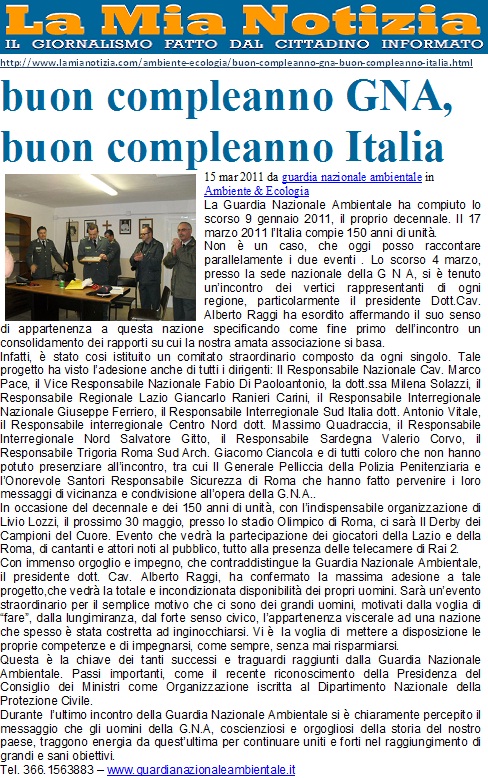 La Mia Notizia
IL GIORNALISMO FATTO DAL CITTADINO INFORMATO
http://www.lamianotizia.com/ambiente-ecologia/buon-compleanno-gna-buon-compleanno-italia.html
buon compleanno GNA,
buon compleanno Italia
15 mar 2011 da guardia nazionale ambientale in
Ambiente & Ecologia
La Guardia Nazionale Ambientale ha compiuto lo
scorso 9 gennaio 2011, il proprio decennale. Il 17
marzo 2011 l'Italia compie 150 anni di unità.
Non è un caso, che oggi posso raccontare
parallelamente i due eventi . Lo scorso 4 marzo,
presso la sede nazionale della G N A, si è tenuto
un'incontro dei vertici rappresentanti di ogni
regione, particolarmente il presidente Dott.Cav.
Alberto Raggi ha esordito affermando il suo senso
di appartenenza a questa nazione specificando come fine primo dell'incontro un
consolidamento dei rapporti su cui la nostra amata associazione si basa.
Infatti, è stato cosi istituito un comitato straordinario composto da ogni singolo. Tale
progetto ha visto l'adesione anche di tutti i dirigenti: Il Responsabile Nazionale Cav. Marco
Pace, il Vice Responsabile Nazionale Fabio Di Paoloantonio, la dott.ssa Milena Solazzi, il
Responsabile Regionale Lazio Giancarlo Ranieri Carini, il Responsabile Interregionale
Nazionale Giuseppe Ferriero, il Responsabile Interregionale Sud Italia dott. Antonio Vitale,
il Responsabile interregionale Centro Nord dott. Massimo Quadraccia, il Responsabile
Interregionale Nord Salvatore Gitto, il Responsabile Sardegna Valerio Corvo, il
Responsabile Trigoria Roma Sud Arch. Giacomo Ciancola e di tutti coloro che non hanno
potuto presenziare all'incontro, tra cui Il Generale Pelliccia della Polizia Penitenziaria e
l'Onorevole Santori Responsabile Sicurezza di Roma che hanno fatto pervenire i loro
messaggi di vicinanza e condivisione all'opera della G.N.A..
In occasione del decennale e dei 150 anni di unità, con l'indispensabile organizzazione di
Livio Lozzi, il prossimo 30 maggio, presso lo stadio Olimpico di Roma, ci sarà Il Derby dei
Campioni del Cuore. Evento che vedrà la partecipazione dei giocatori della Lazio e della
Roma, di cantanti e attori noti al pubblico, tutto alla presenza delle telecamere di Rai 2.
Con immenso orgoglio e impegno, che contraddistingue la Guardia Nazionale Ambientale,
il presidente dott. Cav. Alberto Raggi, ha confermato la massima adesione a tale
progetto,che vedrà la totale e incondizionata disponibilità dei propri uomini. Sarà un'evento
straordinario per il semplice motivo che ci sono dei grandi uomini, motivati dalla voglia di
"fare", dalla lungimiranza, dal forte senso civico, l'appartenenza viscerale ad una nazione
che spesso è stata costretta ad inginocchiarsi. Vi è la voglia di mettere a disposizione le
proprie competenze e di impegnarsi, come sempre, senza mai risparmiarsi.
Questa è la chiave dei tanti successi e traguardi raggiunti dalla Guardia Nazionale
Ambientale. Passi importanti, come il recente riconoscimento della Presidenza del
Consiglio dei Ministri come Organizzazione iscritta al Dipartimento Nazionale della
Protezione Civile.
Durante l'ultimo incontro della Guardia Nazionale Ambientale si è chiaramente percepito il
messaggio che gli uomini della G.N.A, coscienziosi e orgogliosi della storia del nostro
paese, traggono energia da quest'ultima per continuare uniti e forti nel raggiungimento di
grandi e sani obiettivi.
Tel. 366.1563883 – www.guardianazionaleambientale.it